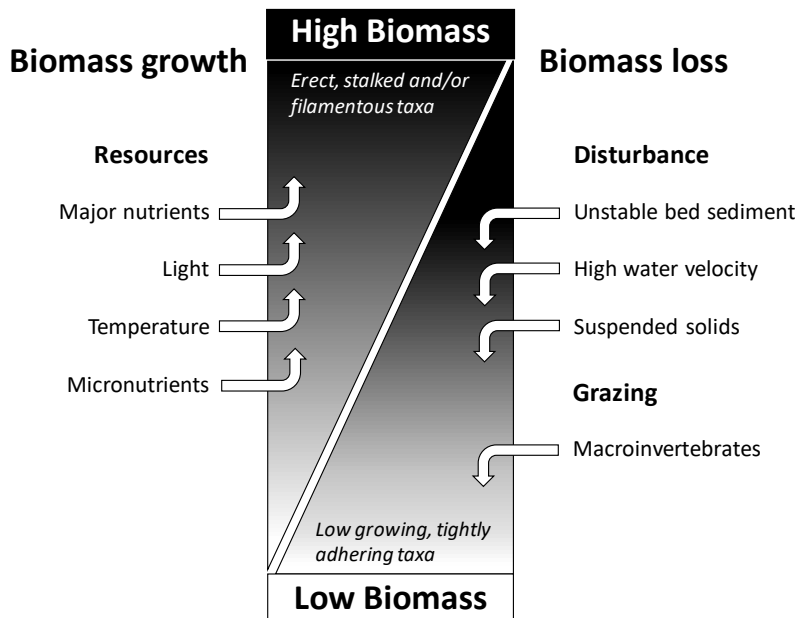 High Biomass
Biomass growth
Biomass loss
Erect, stalked and/or
filamentous taxa
Resources
Major nutrients
Light
Temperature
Micronutrients
Disturbance
Unstable bed sediment
High water velocity
Suspended solids
Grazing
Macroinvertebrates
Low growing, tightly
adhering taxa
Low Biomass